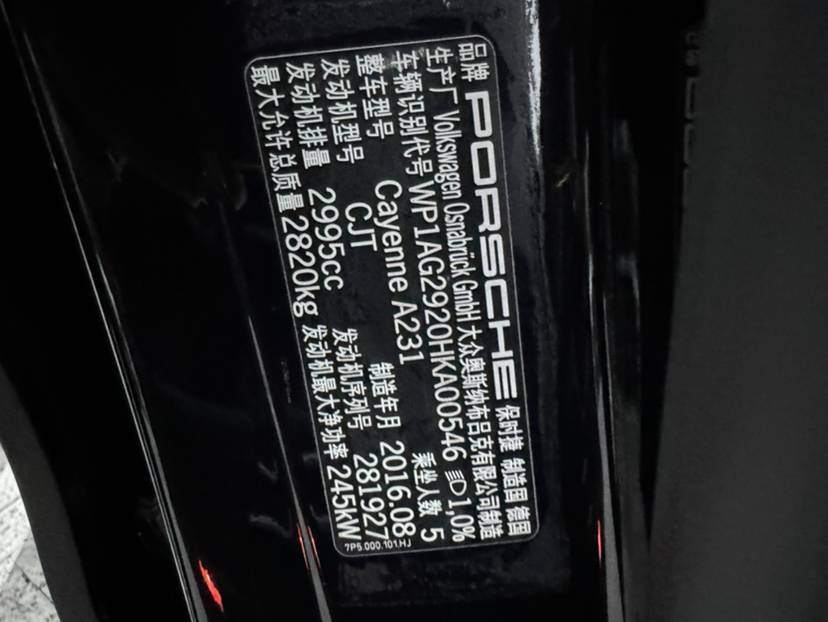 品牌 PORSCHE 保时捷 制造国 德国
生产厂 Volkswagen Osnabrück GmbH 大众奥斯纳布吕克有限公司制造
车辆识别代号 WP1AG2920HKA00546 1,0%
整车型号 Cayenne A231 乘坐人数 5
发动机型号 CJT 制造年月 2016.08
发动机排量 2995cc 发动机序列号 281927
最大允许总质量 2820kg 发动机最大净功率 245kW
7P5.000.101.HJ